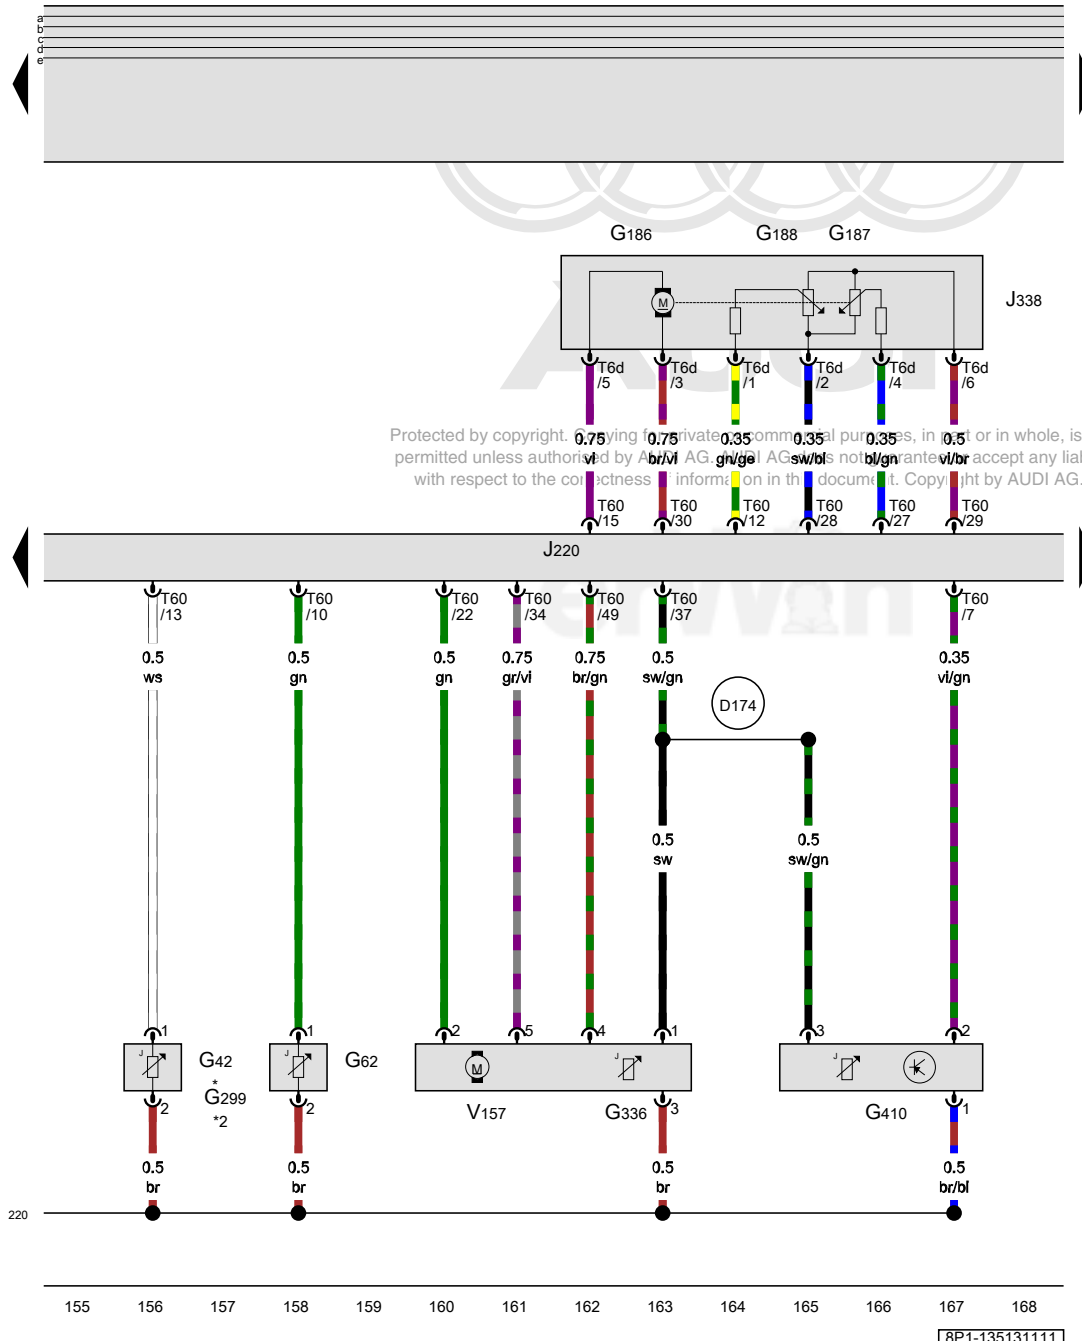 a
b
c
d
e
G186 G188 G187
J338
T6d /5 T6d /3 T6d /1 T6d /2 T6d /4 T6d /6
Protected by copyright. Copying for private or commercial purposes, in part or in whole, is
permitted unless authorised by AUDI AG. AUDI AG does not guarantee or accept any liab
with respect to the correctness of information in this document. Copyright by AUDI AG.
0.75 vi 0.75 br/vi 0.35 gn/ge 0.35 sw/bl 0.35 bl/gn 0.5 vi/br
T60 /15 T60 /30 T60 /12 T60 /28 T60 /27 T60 /29
J220
T60 /13 T60 /10 T60 /22 T60 /34 T60 /49 T60 /37 T60 /7
0.5 ws 0.5 gn 0.5 gn 0.75 gr/vi 0.75 br/gn 0.5 sw/gn 0.35 vi/gn
D174
0.5 sw 0.5 sw/gn
1 1 2 5 4 1 3 2
J J M J J
G42 G62
*
G299
*2
2 2 3 1
V157 G336 G410
0.5 br 0.5 br 0.5 br 0.5 br/bl
220
155 156 157 158 159 160 161 162 163 164 165 166 167 168
8P1-135131111